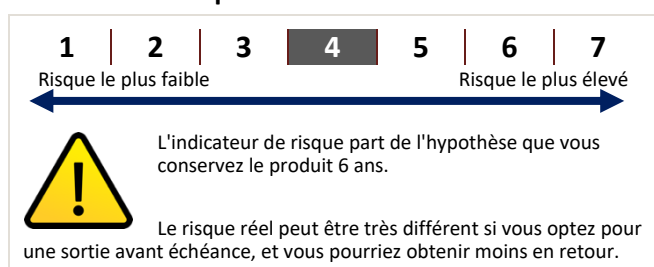 1 2 3 4 5 6 7
Risque le plus faible Risque le plus élevé
L'indicateur de risque part de l'hypothèse que vous
conservez le produit 6 ans.
Le risque réel peut être très différent si vous optez pour
une sortie avant échéance, et vous pourriez obtenir moins en retour.